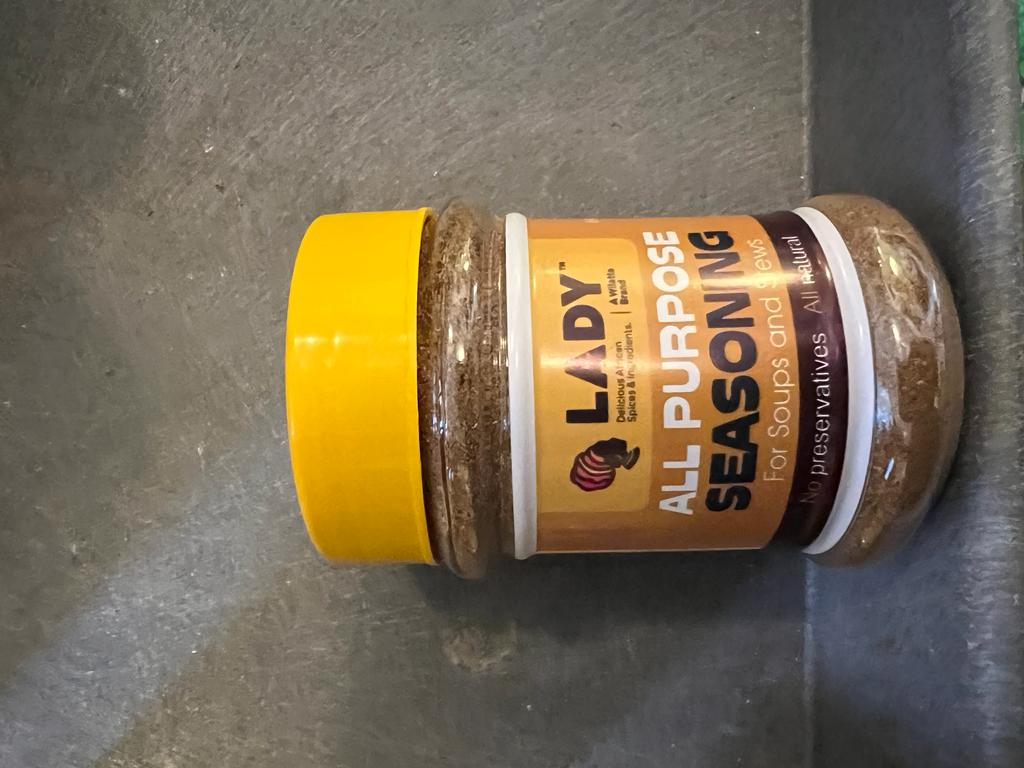 LADY™
Delicious African
Spices & Ingredients.
A Wilatta
Brand
ALL PURPOSE
SEASONING
For Soups and Stews
No preservatives All natural